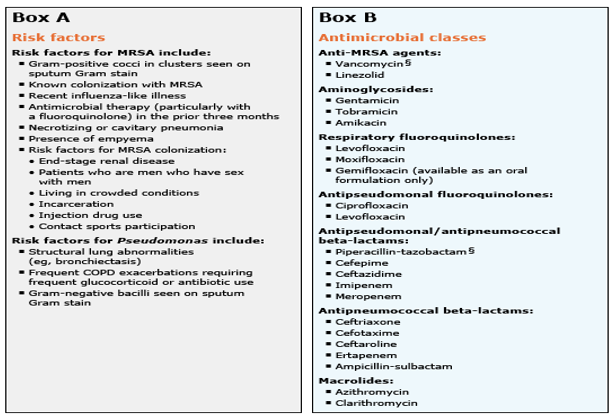 Box A
Risk factors
Risk factors for MRSA include:
▪ Gram-positive cocci in clusters seen on
sputum Gram stain
▪ Known colonization with MRSA
▪ Recent influenza-like illness
▪ Antimicrobial therapy (particularly with
a fluoroquinolone) in the prior three months
▪ Necrotizing or cavitary pneumonia
▪ Presence of empyema
▪ Risk factors for MRSA colonization:
• End-stage renal disease
• Patients who are men who have sex
with men
• Living in crowded conditions
• Incarceration
• Injection drug use
• Contact sports participation
Risk factors for Pseudomonas include:
▪ Structural lung abnormalities
(eg, bronchiectasis)
▪ Frequent COPD exacerbations requiring
frequent glucocorticoid or antibiotic use
▪ Gram-negative bacilli seen on sputum
Gram stain
Box B
Antimicrobial classes
Anti-MRSA agents:
▪ Vancomycin§
▪ Linezolid
Aminoglycosides:
▪ Gentamicin
▪ Tobramicin
▪ Amikacin
Respiratory fluoroquinolones:
▪ Levofloxacin
▪ Moxifloxacin
▪ Gemifloxacin (available as an oral
formulation only)
Antipseudomonal fluoroquinolones:
▪ Ciprofloxacin
▪ Levofloxacin
Antipseudomonal/antipneumococcal
beta-lactams:
▪ Piperacillin-tazobactam§
▪ Cefepime
▪ Ceftazidime
▪ Imipenem
▪ Meropenem
Antipneumococcal beta-lactams:
▪ Ceftriaxone
▪ Cefotaxime
▪ Ceftaroline
▪ Ertapenem
▪ Ampicillin-sulbactam
Macrolides:
▪ Azithromycin
▪ Clarithromycin